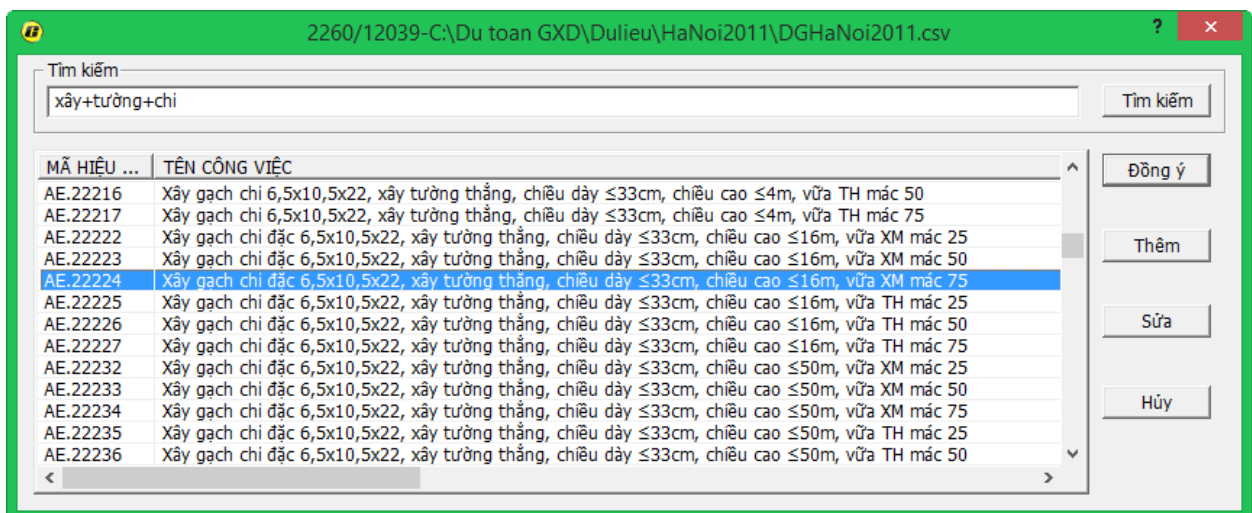 2260/12039-C:\Du toan GXD\Dulieu\HaNoi2011\DGHaNoi2011.csv ? ×
Tìm kiếm
xây+tường+chi Tìm kiếm
MÃ HIỆU ... TÊN CÔNG VIỆC
Đồng ý
AE.22216 Xây gạch chi 6,5x10,5x22, xây tường thẳng, chiều dày ≤33cm, chiều cao ≤4m, vữa TH mác 50
AE.22217 Xây gạch chi 6,5x10,5x22, xây tường thẳng, chiều dày ≤33cm, chiều cao ≤4m, vữa TH mác 75
AE.22222 Xây gạch chi đặc 6,5x10,5x22, xây tường thẳng, chiều dày ≤33cm, chiều cao ≤16m, vữa XM mác 25
Thêm
AE.22223 Xây gạch chi đặc 6,5x10,5x22, xây tường thẳng, chiều dày ≤33cm, chiều cao ≤16m, vữa XM mác 50
AE.22224 Xây gạch chi đặc 6,5x10,5x22, xây tường thẳng, chiều dày ≤33cm, chiều cao ≤16m, vữa XM mác 75
AE.22225 Xây gạch chi đặc 6,5x10,5x22, xây tường thẳng, chiều dày ≤33cm, chiều cao ≤16m, vữa TH mác 25
AE.22226 Xây gạch chi đặc 6,5x10,5x22, xây tường thẳng, chiều dày ≤33cm, chiều cao ≤16m, vữa TH mác 50
Sửa
AE.22227 Xây gạch chi đặc 6,5x10,5x22, xây tường thẳng, chiều dày ≤33cm, chiều cao ≤16m, vữa TH mác 75
AE.22232 Xây gạch chi đặc 6,5x10,5x22, xây tường thẳng, chiều dày ≤33cm, chiều cao ≤50m, vữa XM mác 25
AE.22233 Xây gạch chi đặc 6,5x10,5x22, xây tường thẳng, chiều dày ≤33cm, chiều cao ≤50m, vữa XM mác 50
Hủy
AE.22234 Xây gạch chi đặc 6,5x10,5x22, xây tường thẳng, chiều dày ≤33cm, chiều cao ≤50m, vữa XM mác 75
AE.22235 Xây gạch chi đặc 6,5x10,5x22, xây tường thẳng, chiều dày ≤33cm, chiều cao ≤50m, vữa TH mác 25
AE.22236 Xây gạch chi đặc 6,5x10,5x22, xây tường thẳng, chiều dày ≤33cm, chiều cao ≤50m, vữa TH mác 50